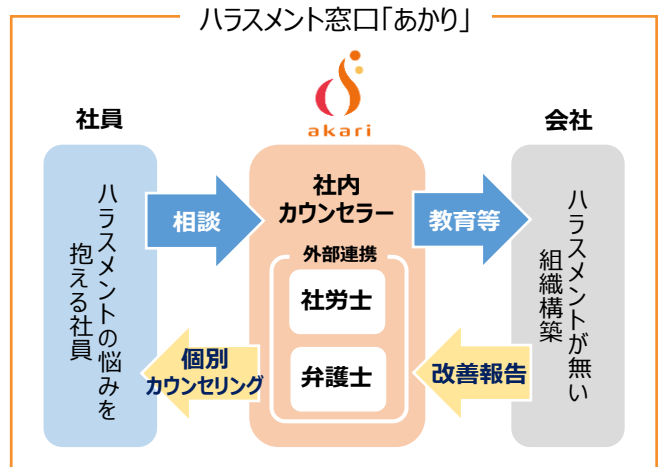 ハラスメント窓口「あかり」
akari
社員
ハラスメントの悩みを
抱える社員
相談
個別
カウンセリング
社内
カウンセラー
外部連携
社労士
弁護士
教育等
改善報告
会社
ハラスメントが無い
組織構築